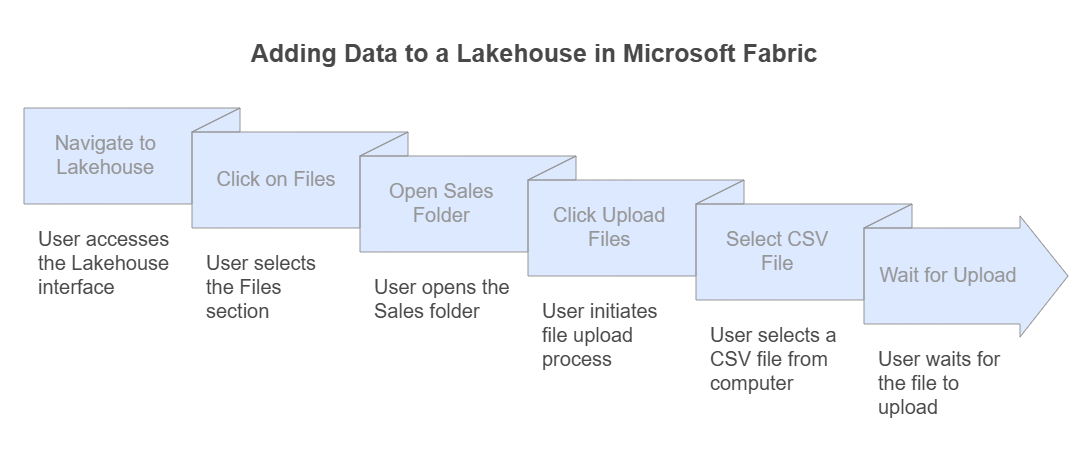 Adding Data to a Lakehouse in Microsoft Fabric
Navigate to
Lakehouse
User accesses
the Lakehouse
interface
Click on Files
User selects
the Files
section
Open Sales
Folder
User opens the
Sales folder
Click Upload
Files
User initiates
file upload
process
Select CSV
File
User selects a
CSV file from
computer
Wait for Upload
User waits for
the file to
upload